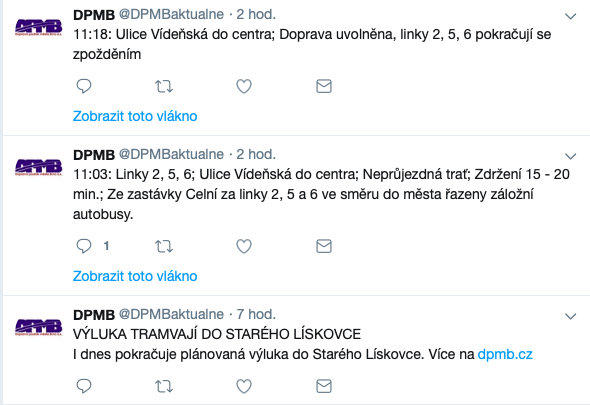 DPMB @DPMBaktualne · 2 hod.
11:18: Ulice Vídeňská do centra; Doprava uvolněna, linky 2, 5, 6 pokračují se
zpožděním
Zobrazit toto vlákno
DPMB @DPMBaktualne · 2 hod.
11:03: Linky 2, 5, 6; Ulice Vídeňská do centra; Neprůjezdná trať; Zdržení 15 - 20
min.; Ze zastávky Celní za linky 2, 5 a 6 ve směru do města řazeny záložní
autobusy.
1
Zobrazit toto vlákno
DPMB @DPMBaktualne · 7 hod.
VÝLUKA TRAMVAJÍ DO STARÉHO LÍSKOVCE
I dnes pokračuje plánovaná výluka do Starého Lískovce. Více na dpmb.cz